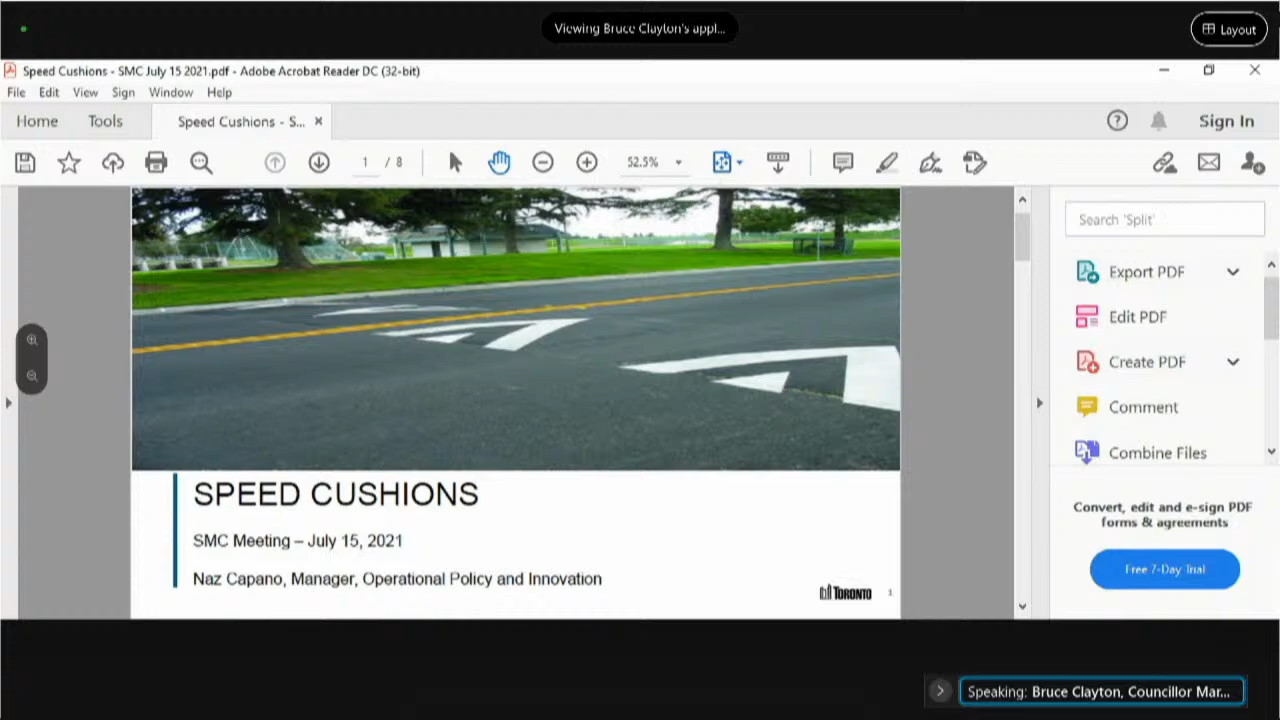 Viewing Bruce Clayton's appl...
Layout
Speed Cushions - SMC July 15 2021.pdf - Adobe Acrobat Reader DC (32-bit)
File Edit View Sign Window Help
Home Tools Speed Cushions - S... ×
Sign In
1 / 8
52.5%
Search 'Split'
Export PDF
Edit PDF
Create PDF
Comment
Combine Files
Convert, edit and e-sign PDF
forms & agreements
Free 7-Day Trial
SPEED CUSHIONS
SMC Meeting – July 15, 2021
Naz Capano, Manager, Operational Policy and Innovation
TORONTO
1
Speaking: Bruce Clayton, Councillor Mar...